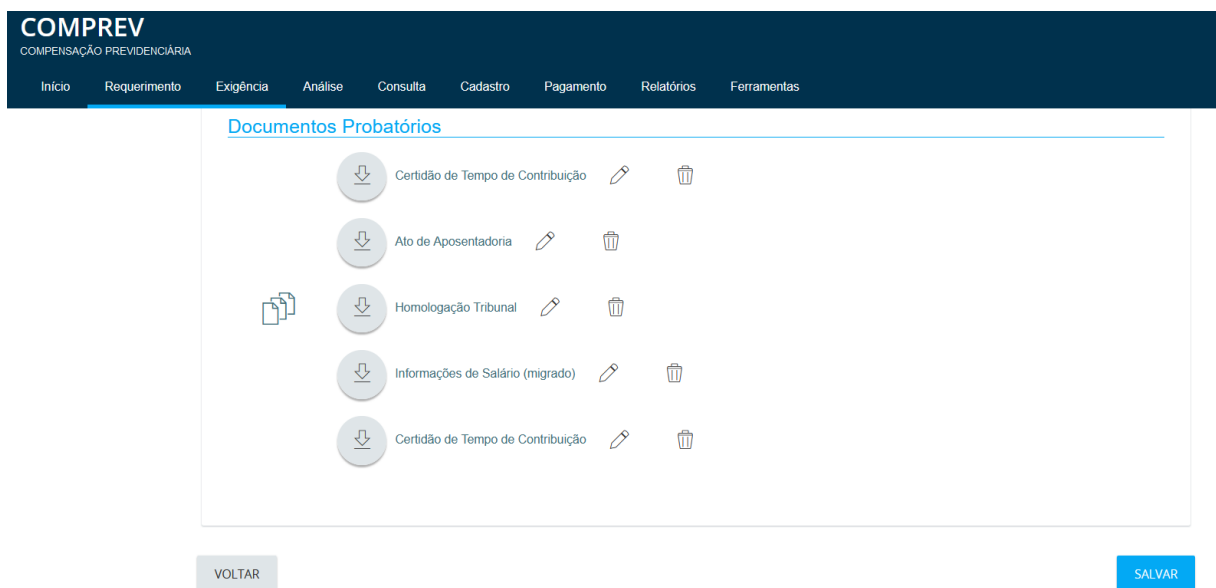 COMPREV
COMPENSAÇÃO PREVIDENCIÁRIA
Início Requerimento Exigência Análise Consulta Cadastro Pagamento Relatórios Ferramentas
Documentos Probatórios
Certidão de Tempo de Contribuição
Ato de Aposentadoria
Homologação Tribunal
Informações de Salário (migrado)
Certidão de Tempo de Contribuição
VOLTAR SALVAR